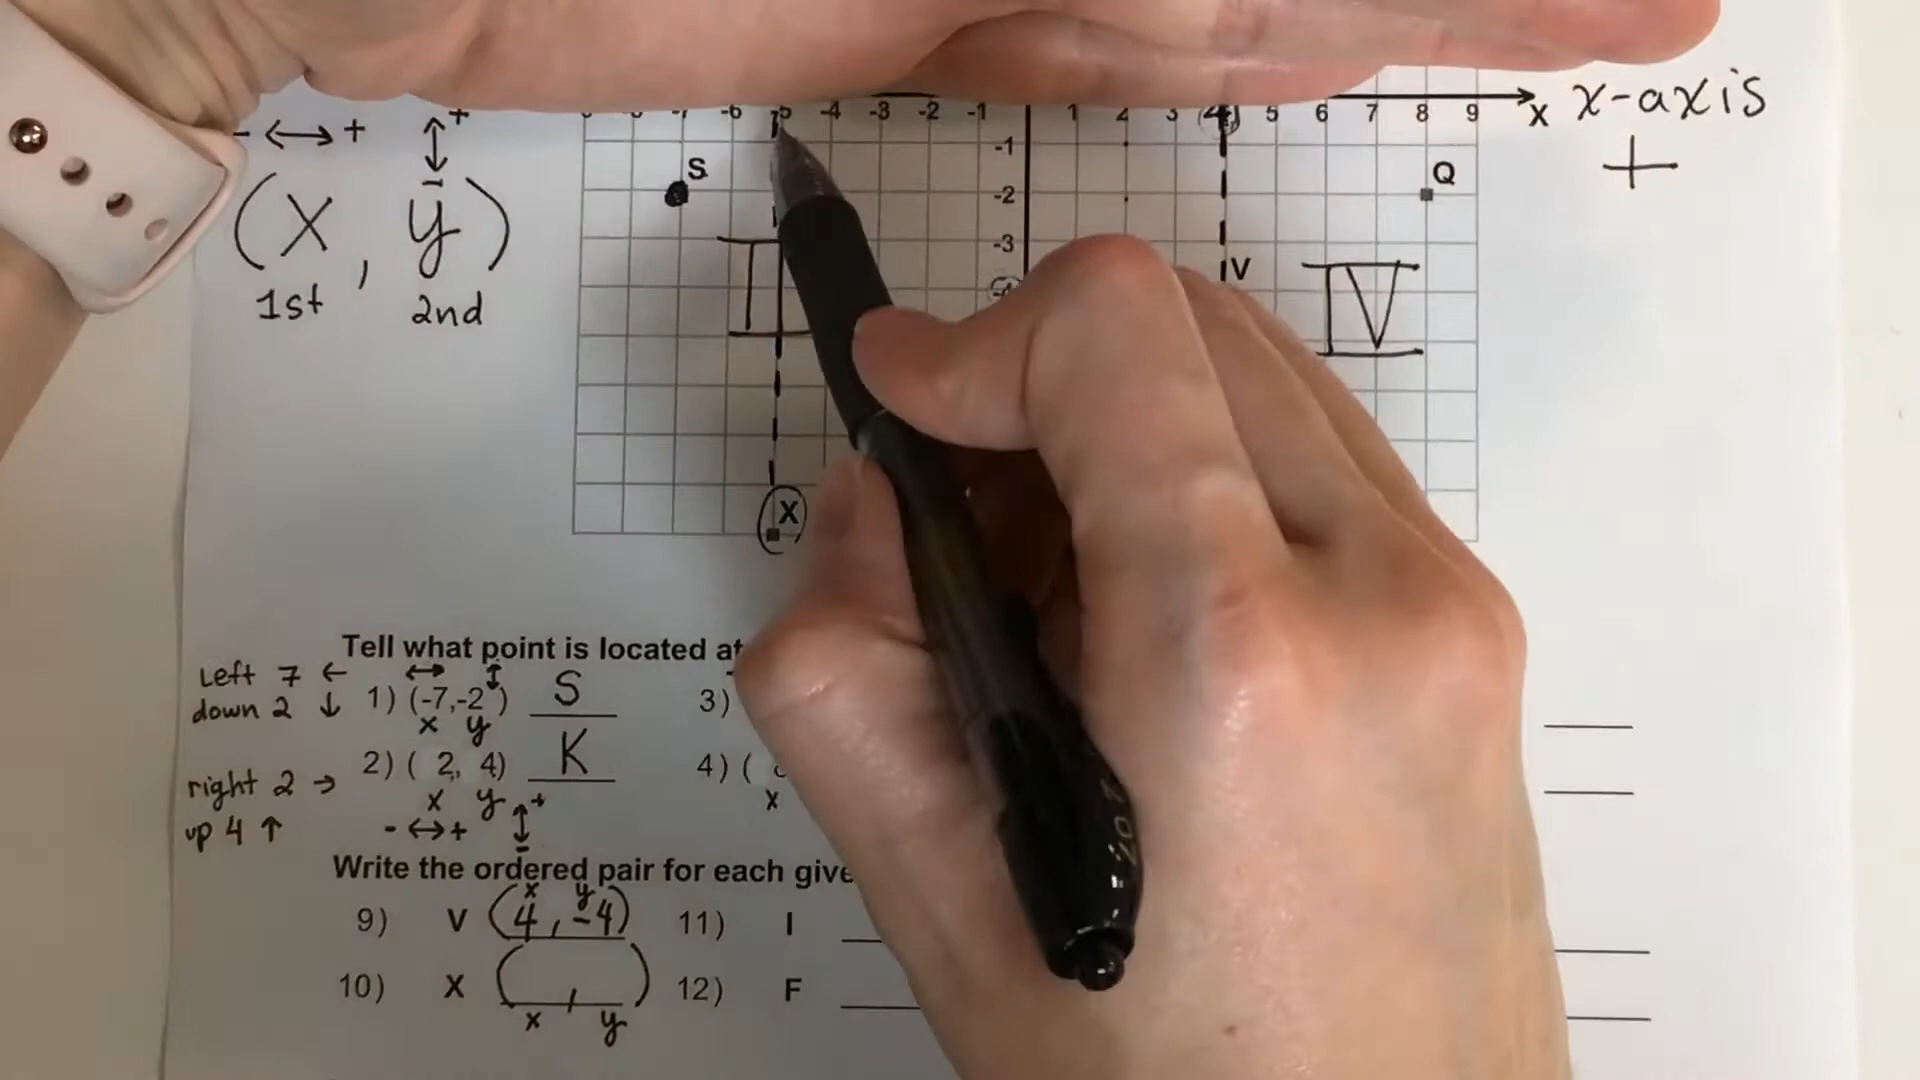 -6 -5 -4 -3 -2 -1 1 2 3 4 5 6 7 8 9 x x-axis
- + +
-
+
(x, y)
1st 2nd
S
-1
-2
-3
Q
V
IV
X
Tell what point is located at
Left 7 ←
down 2 ↓
1) (-7,-2) S
x y
3)
2) ( 2, 4) K
x y
- +
+
-
4) (
x
right 2 →
up 4 ↑
Write the ordered pair for each give
x y
9) V (4, -4) 11) I
10) X ( , ) 12) F
x y